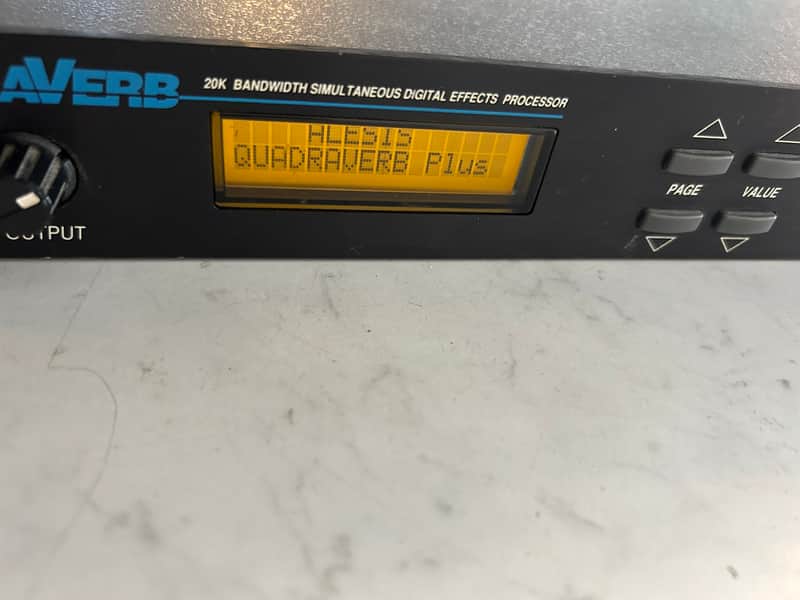 AVERB
20K BANDWIDTH SIMULTANEOUS DIGITAL EFFECTS PROCESSOR
ALESIS
QUADRAVERB Plus
PAGE VALUE
OUTPUT